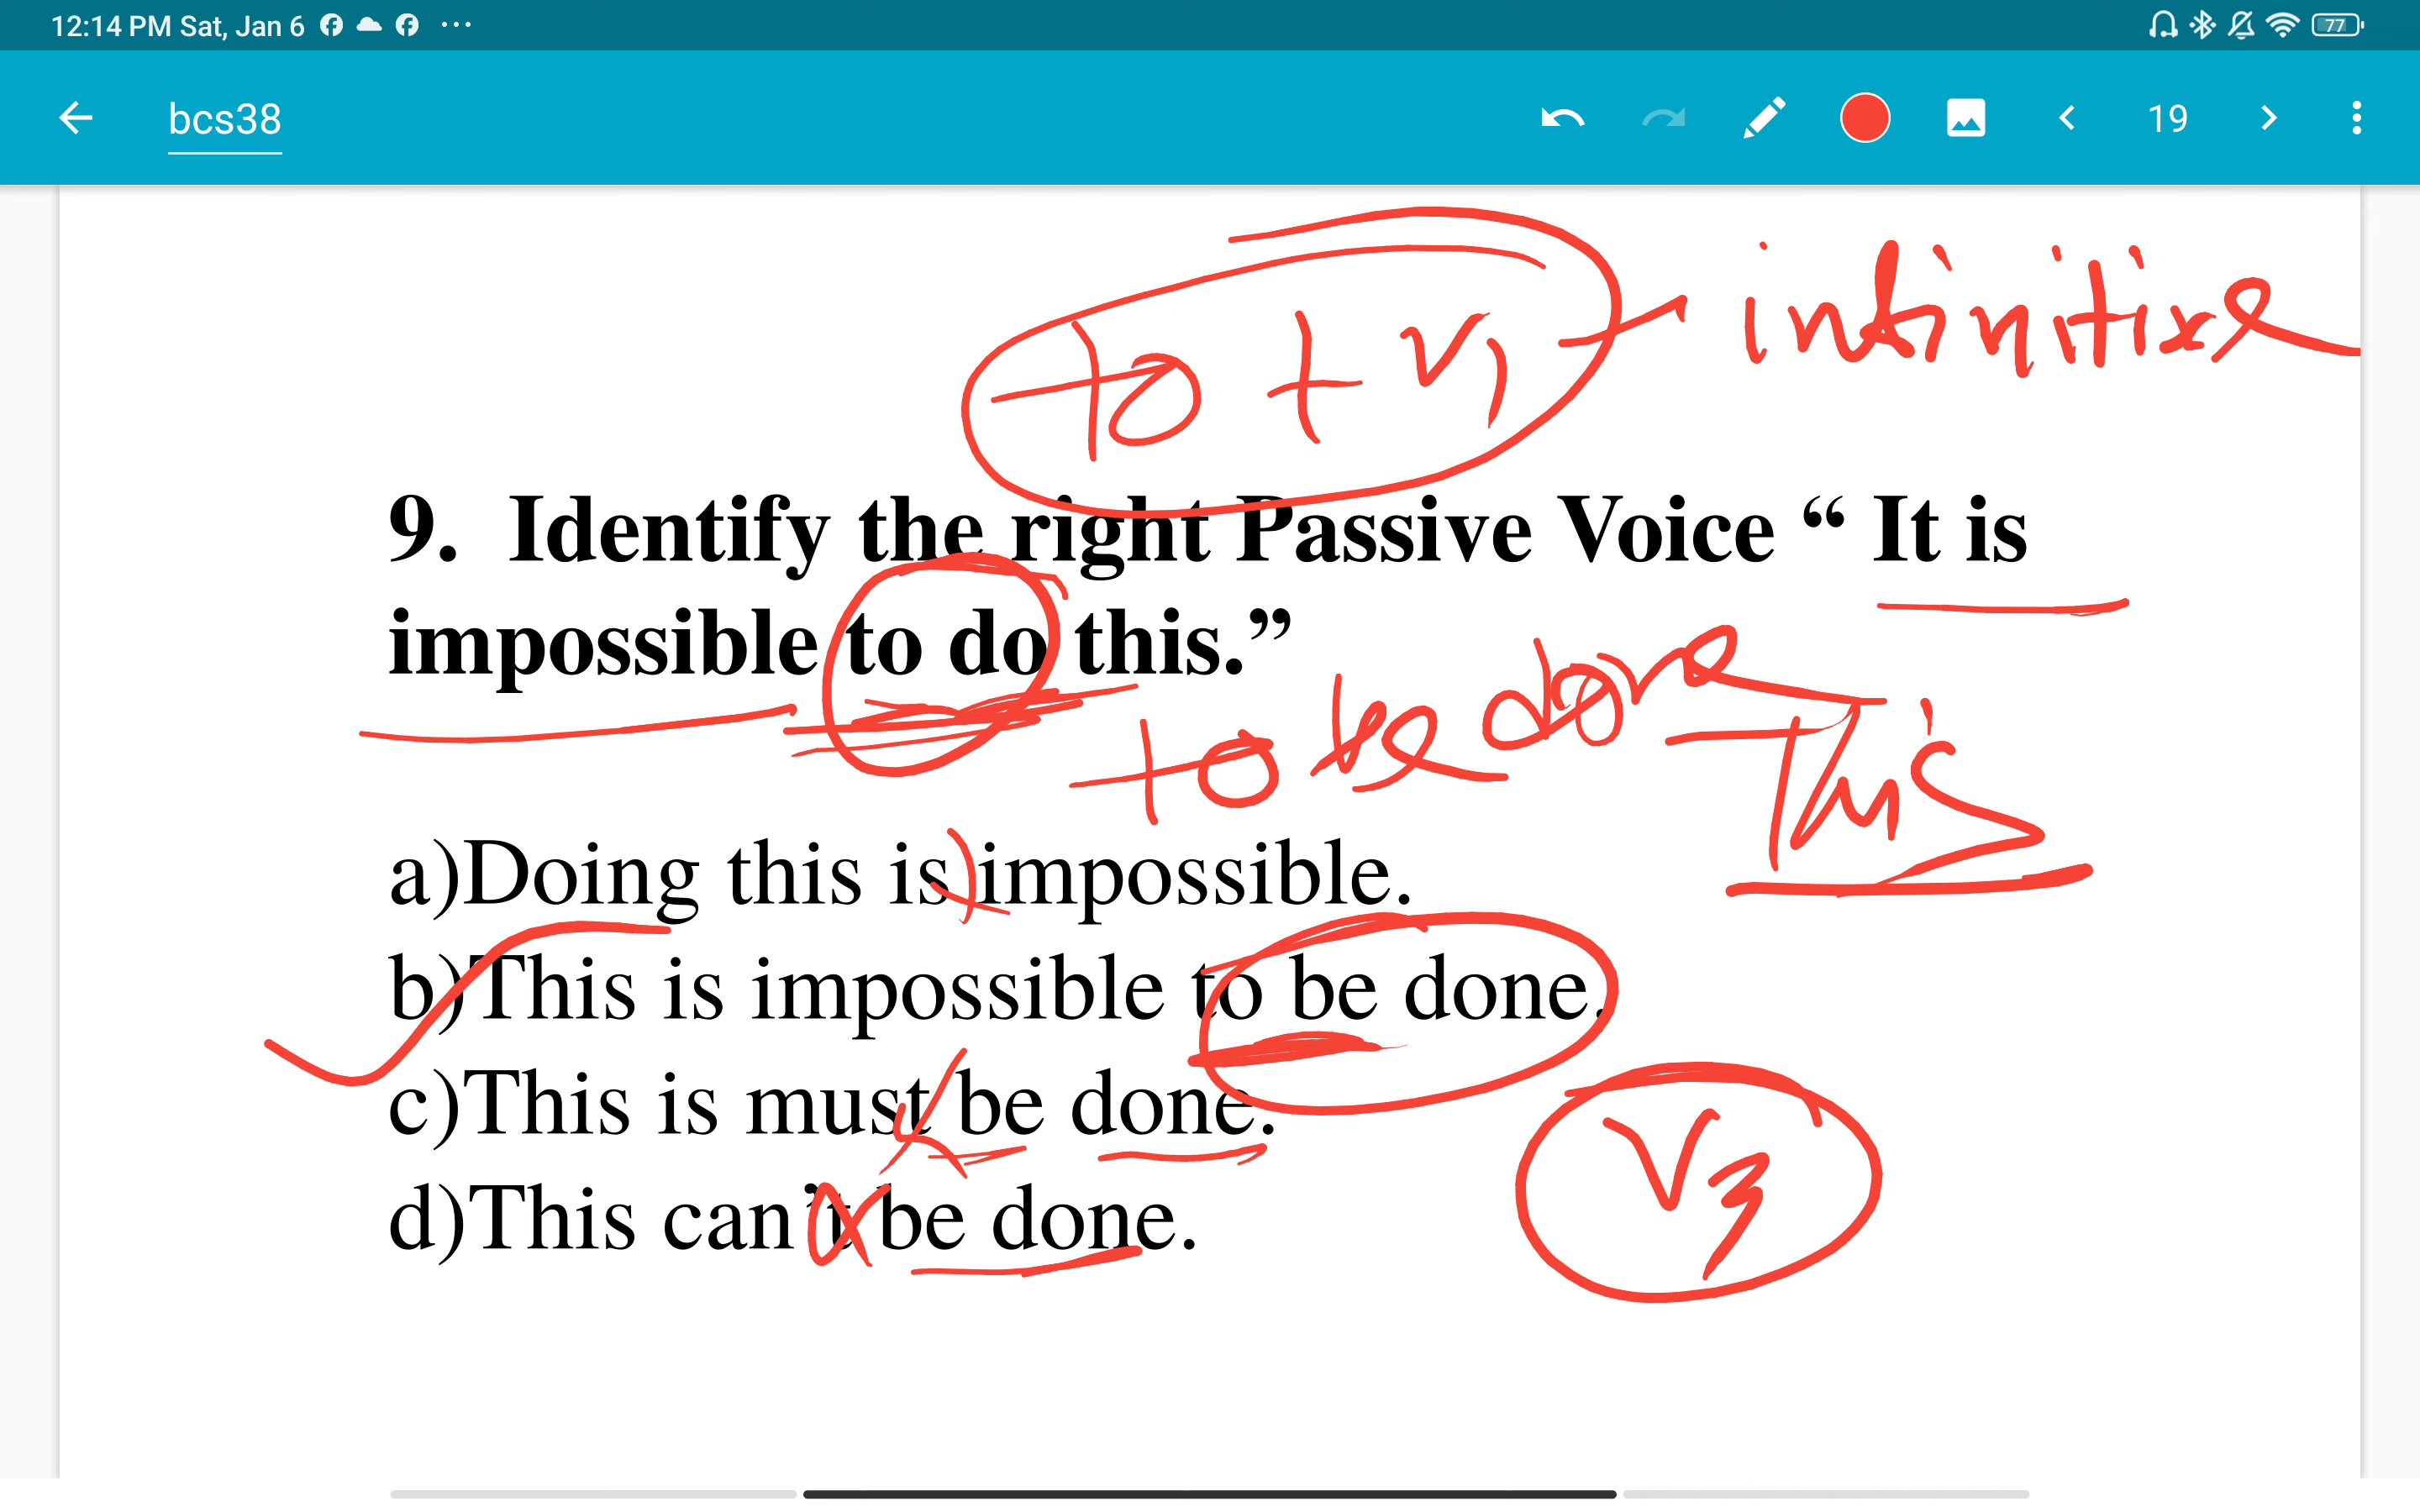 12:14 PM Sat, Jan 6
77
bcs38
19
to + v1 infinitive
9. Identify the right Passive Voice “ It is
impossible to do this.”
to be done
This
a)Doing this is impossible.
b)This is impossible to be done.
c)This is must be done.
d)This can't be done.
V3